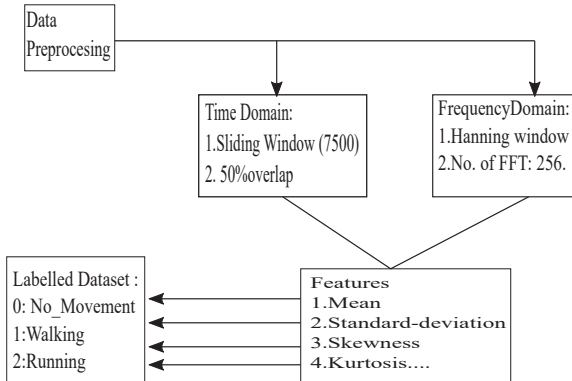 Data
Preprocesing
Time Domain:
1.Sliding Window (7500)
2. 50%overlap
FrequencyDomain:
1.Hanning window
2.No. of FFT: 256.
Features
1.Mean
2.Standard-deviation
3.Skewness
4.Kurtosis....
Labelled Dataset :
0: No_Movement
1:Walking
2:Running